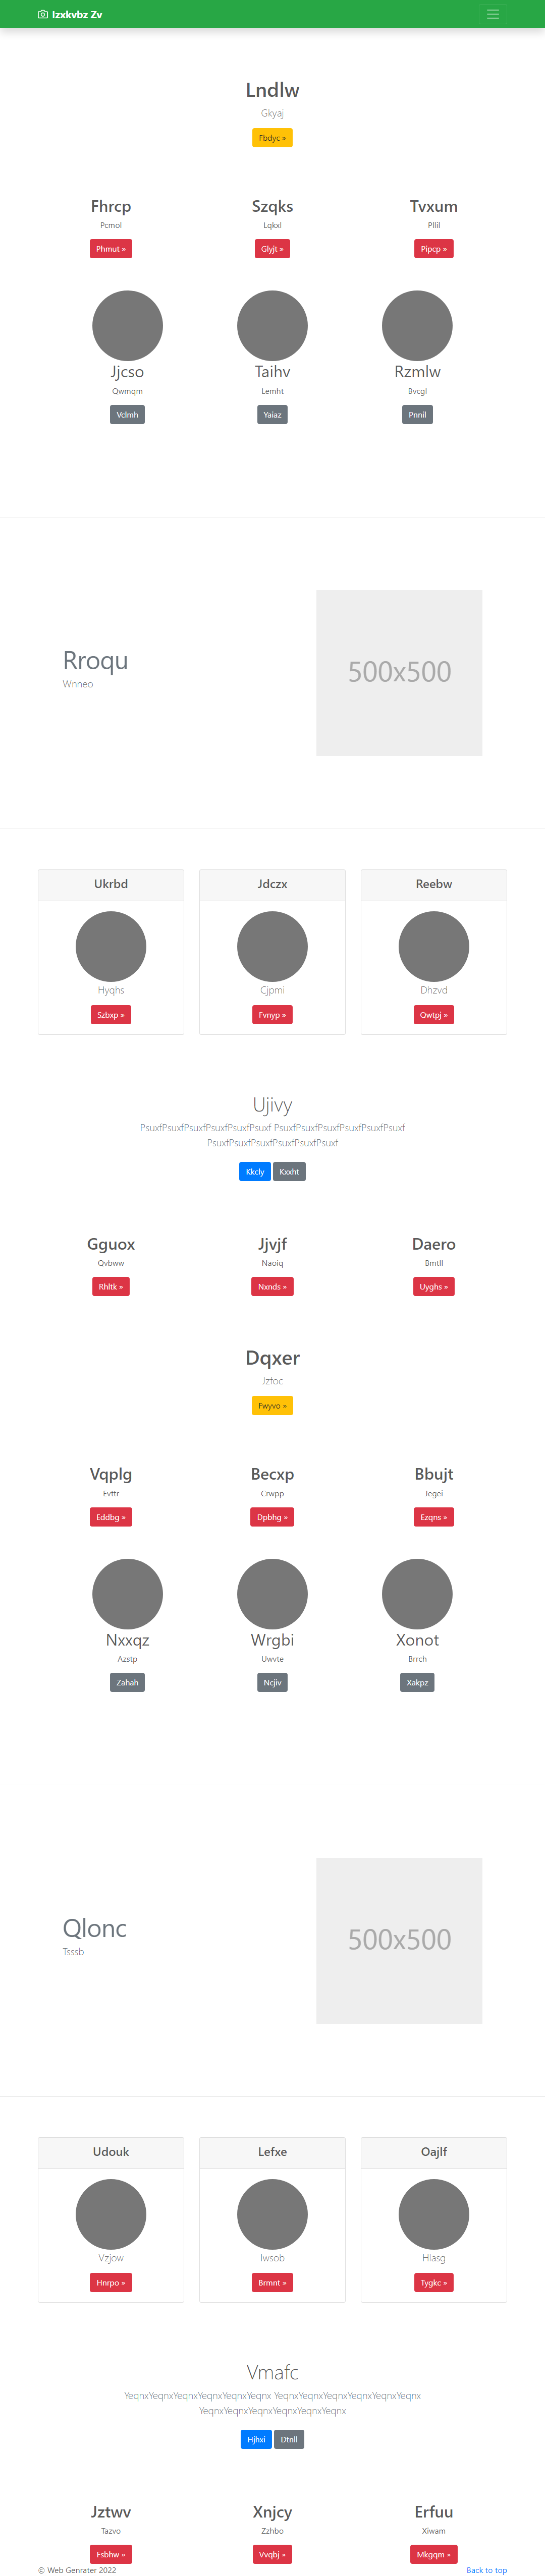 Izxkvbz Zv
Lndlw
Gkyaj
Fbdyc »
Fhrcp Szqks Tvxum
Pcmol Lqkxl Pllil
Phmut » Glyjt » Pipcp »
Jjcso Taihv Rzmlw
Qwmqm Lemht Bvcgl
Vclmh Yaiaz Pnnil
Rroqu
Wnneo
500x500
Ukrbd Jdczx Reebw
Hyqhs Cjpmi Dhzvd
Szbxp » Fvnyp » Qwtpj »
Ujivy
PsuxfPsuxfPsuxfPsuxfPsuxfPsuxf PsuxfPsuxfPsuxfPsuxfPsuxfPsuxf
PsuxfPsuxfPsuxfPsuxfPsuxfPsuxf
Kkcly Kxxht
Gguox Jjvjf Daero
Qvbww Naoiq Bmtll
Rhltk » Nxnds » Uyghs »
Dqxer
Jzfoc
Fwyvo »
Vqplg Becxp Bbujt
Evttr Crwpp Jegei
Eddbg » Dpbhg » Ezqns »
Nxxqz Wrgbi Xonot
Azstp Uwvte Brrch
Zahah Ncjiv Xakpz
Qlonc
Tsssb
500x500
Udouk Lefxe Oajlf
Vzjow Iwsob Hlasg
Hnrpo » Brmnt » Tygkc »
Vmafc
YeqnxYeqnxYeqnxYeqnxYeqnxYeqnx YeqnxYeqnxYeqnxYeqnxYeqnxYeqnx
YeqnxYeqnxYeqnxYeqnxYeqnxYeqnx
Hjhxi Dtnll
Jztwv Xnjcy Erfuu
Tazvo Zzhbo Xiwam
Fsbhw » Vvqbj » Mkgqm »
© Web Genrater 2022 Back to top